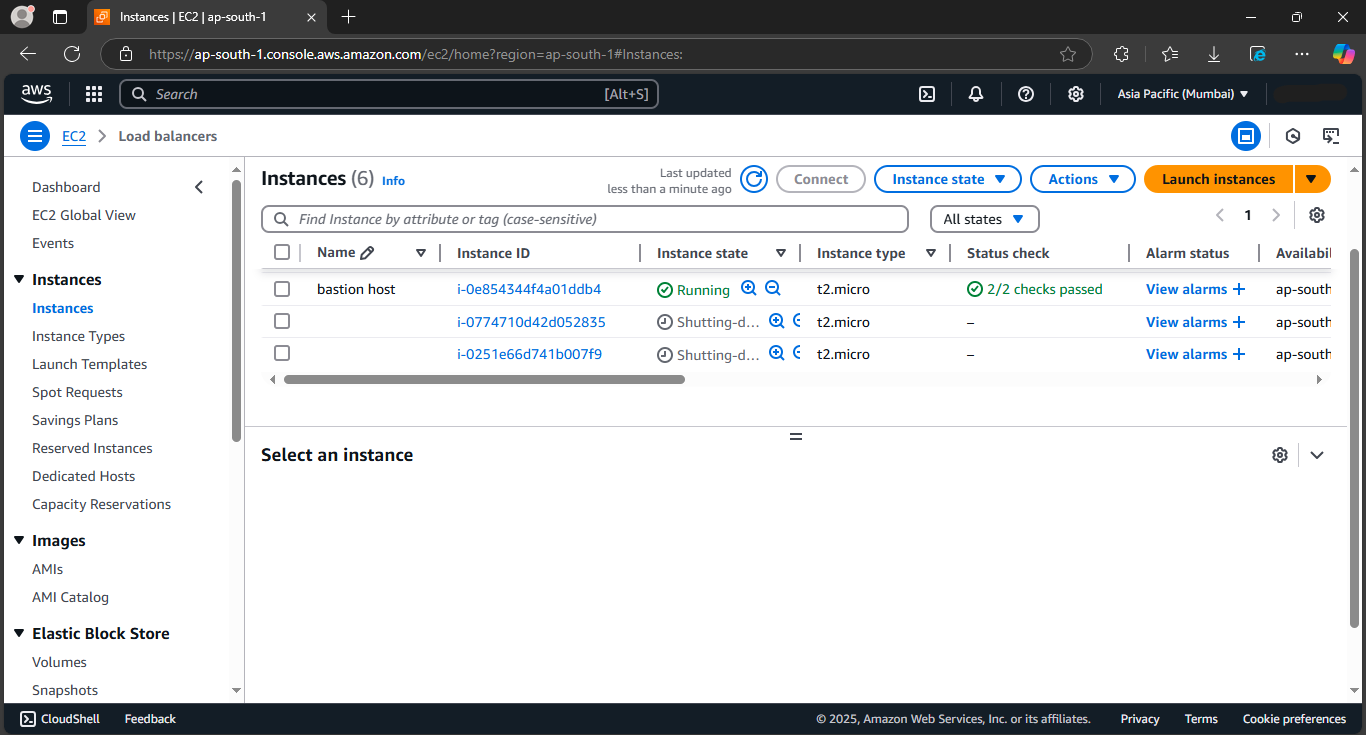 Instances | EC2 | ap-south-1
https://ap-south-1.console.aws.amazon.com/ec2/home?region=ap-south-1#Instances:
aws
Search
[Alt+S]
Asia Pacific (Mumbai)
EC2 > Load balancers
Dashboard
EC2 Global View
Events
Instances
Instances
Instance Types
Launch Templates
Spot Requests
Savings Plans
Reserved Instances
Dedicated Hosts
Capacity Reservations
Images
AMIs
AMI Catalog
Elastic Block Store
Volumes
Snapshots
Instances (6) Info
Last updated
less than a minute ago
Connect
Instance state
Actions
Launch instances
Find Instance by attribute or tag (case-sensitive)
All states
1
Name Instance ID Instance state Instance type Status check Alarm status Availabil
bastion host i-0e854344f4a01ddb4 Running t2.micro 2/2 checks passed View alarms + ap-south
i-0774710d42d052835 Shutting-d... t2.micro – View alarms + ap-south
i-0251e66d741b007f9 Shutting-d... t2.micro – View alarms + ap-south
Select an instance
CloudShell Feedback © 2025, Amazon Web Services, Inc. or its affiliates. Privacy Terms Cookie preferences